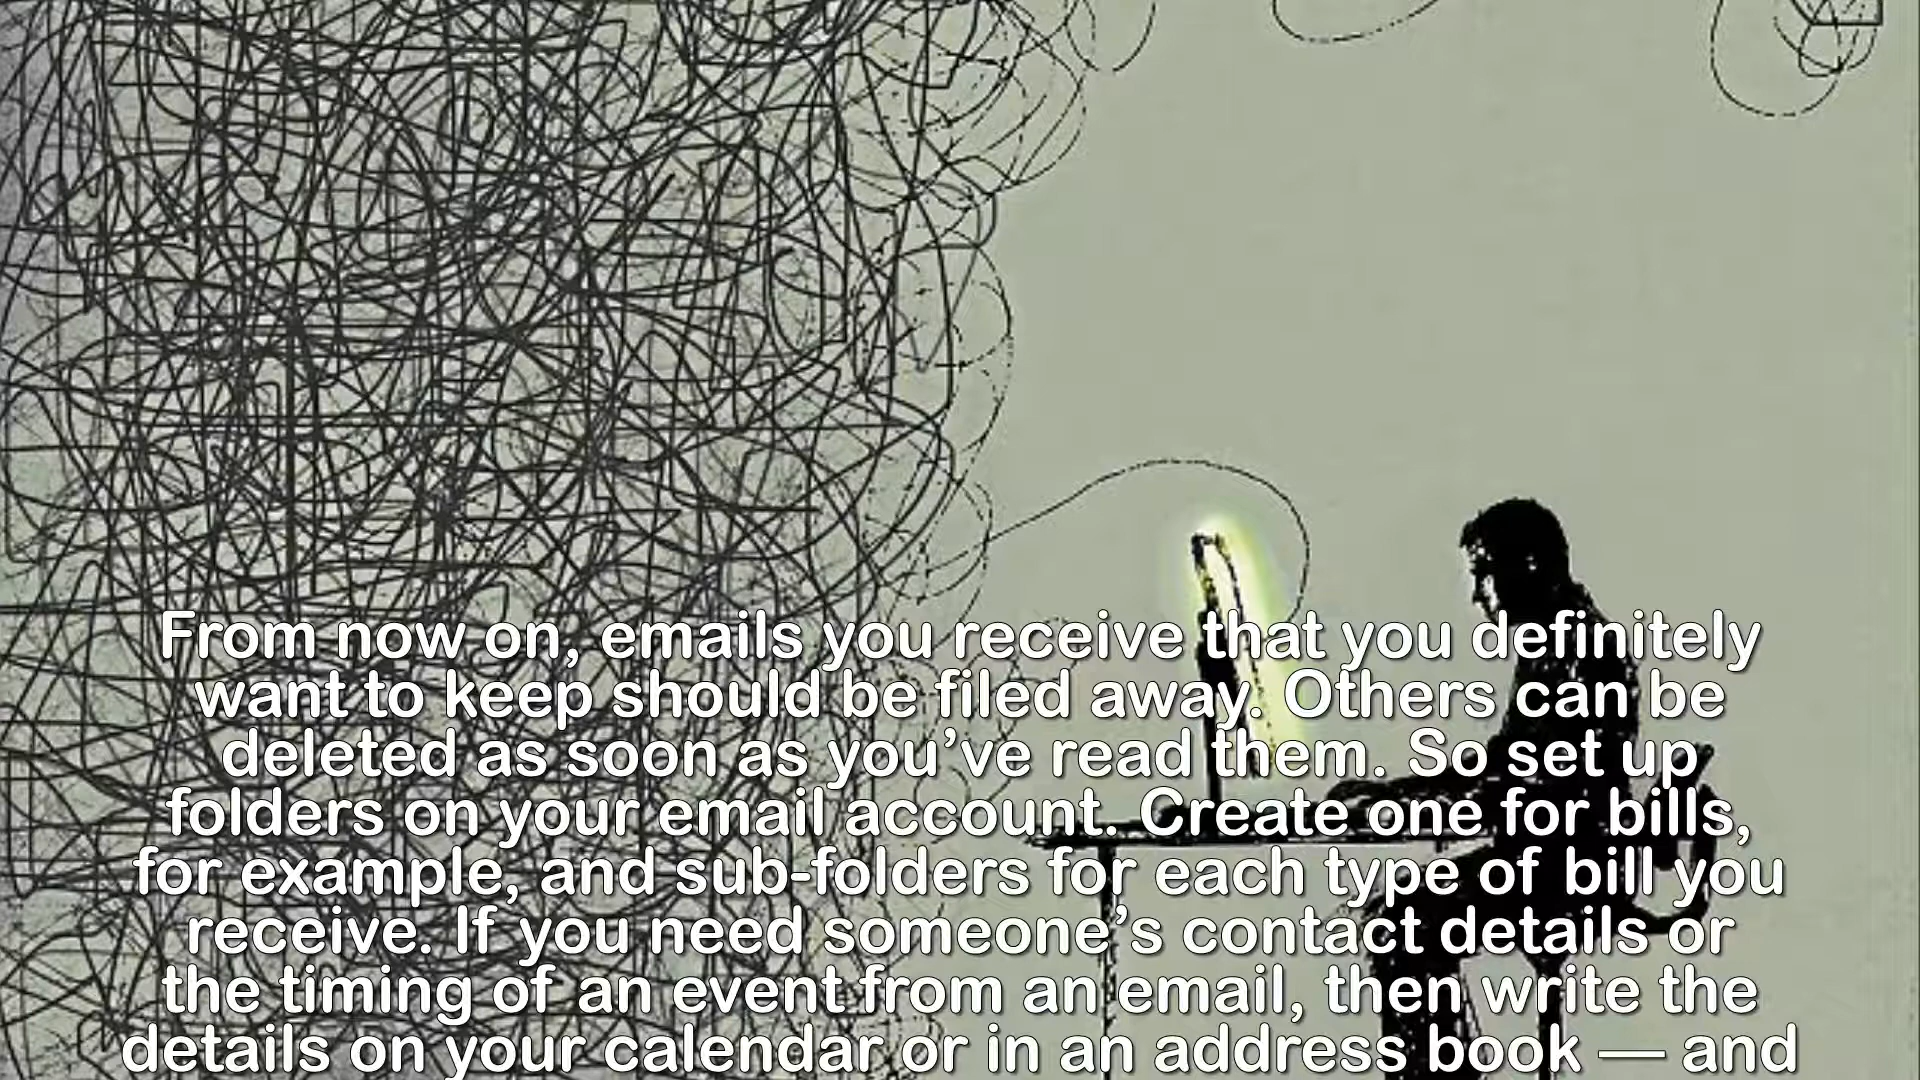 From now on, emails you receive that you definitely
want to keep should be filed away. Others can be
deleted as soon as you’ve read them. So set up
folders on your email account. Create one for bills,
for example, and sub-folders for each type of bill you
receive. If you need someone’s contact details or
the timing of an event from an email, then write the
details on your calendar or in an address book — and